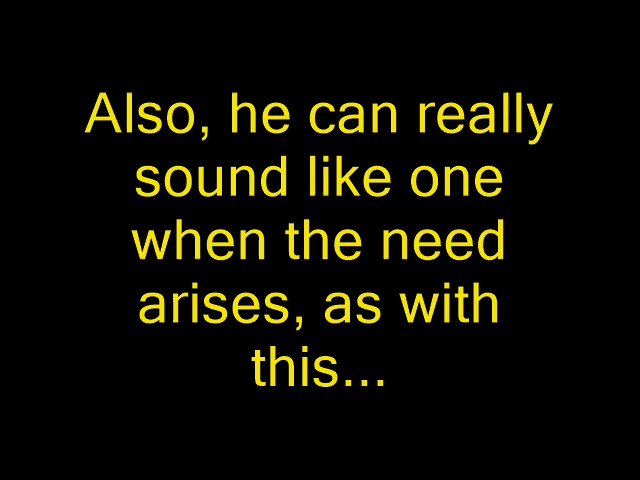 Also, he can really
sound like one
when the need
arises, as with
this...